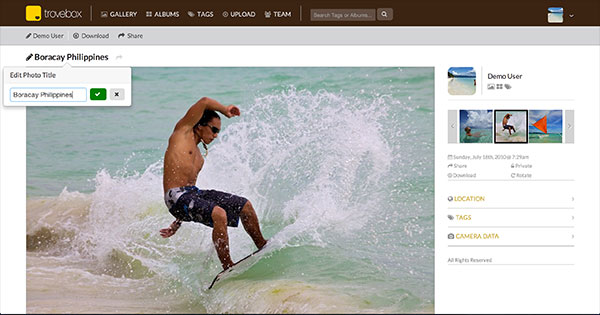 trovebox
GALLERY ALBUMS TAGS UPLOAD TEAM
Search Tags or Albums...
Demo User Download Share
Boracay Philippines
Edit Photo Title
Boracay Philippines
Demo User
Sunday, July 18th, 2010 @ 7:29am
Share Private
Download Rotate
LOCATION
TAGS
CAMERA DATA
All Rights Reserved